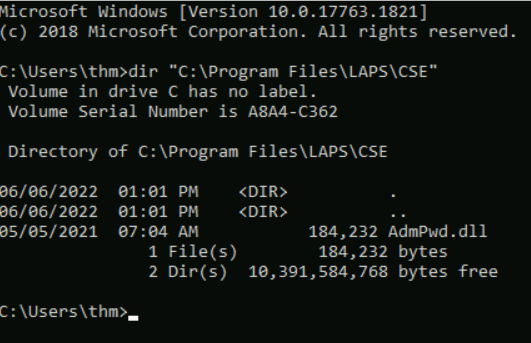 Microsoft Windows [Version 10.0.17763.1821]
(c) 2018 Microsoft Corporation. All rights reserved.
C:\Users\thm>dir "C:\Program Files\LAPS\CSE"
Volume in drive C has no label.
Volume Serial Number is A8A4-C362
Directory of C:\Program Files\LAPS\CSE
06/06/2022  01:01 PM    <DIR>          .
06/06/2022  01:01 PM    <DIR>          ..
05/05/2021  07:04 AM           184,232 AdmPwd.dll
1 File(s)        184,232 bytes
2 Dir(s)  10,391,584,768 bytes free
C:\Users\thm>